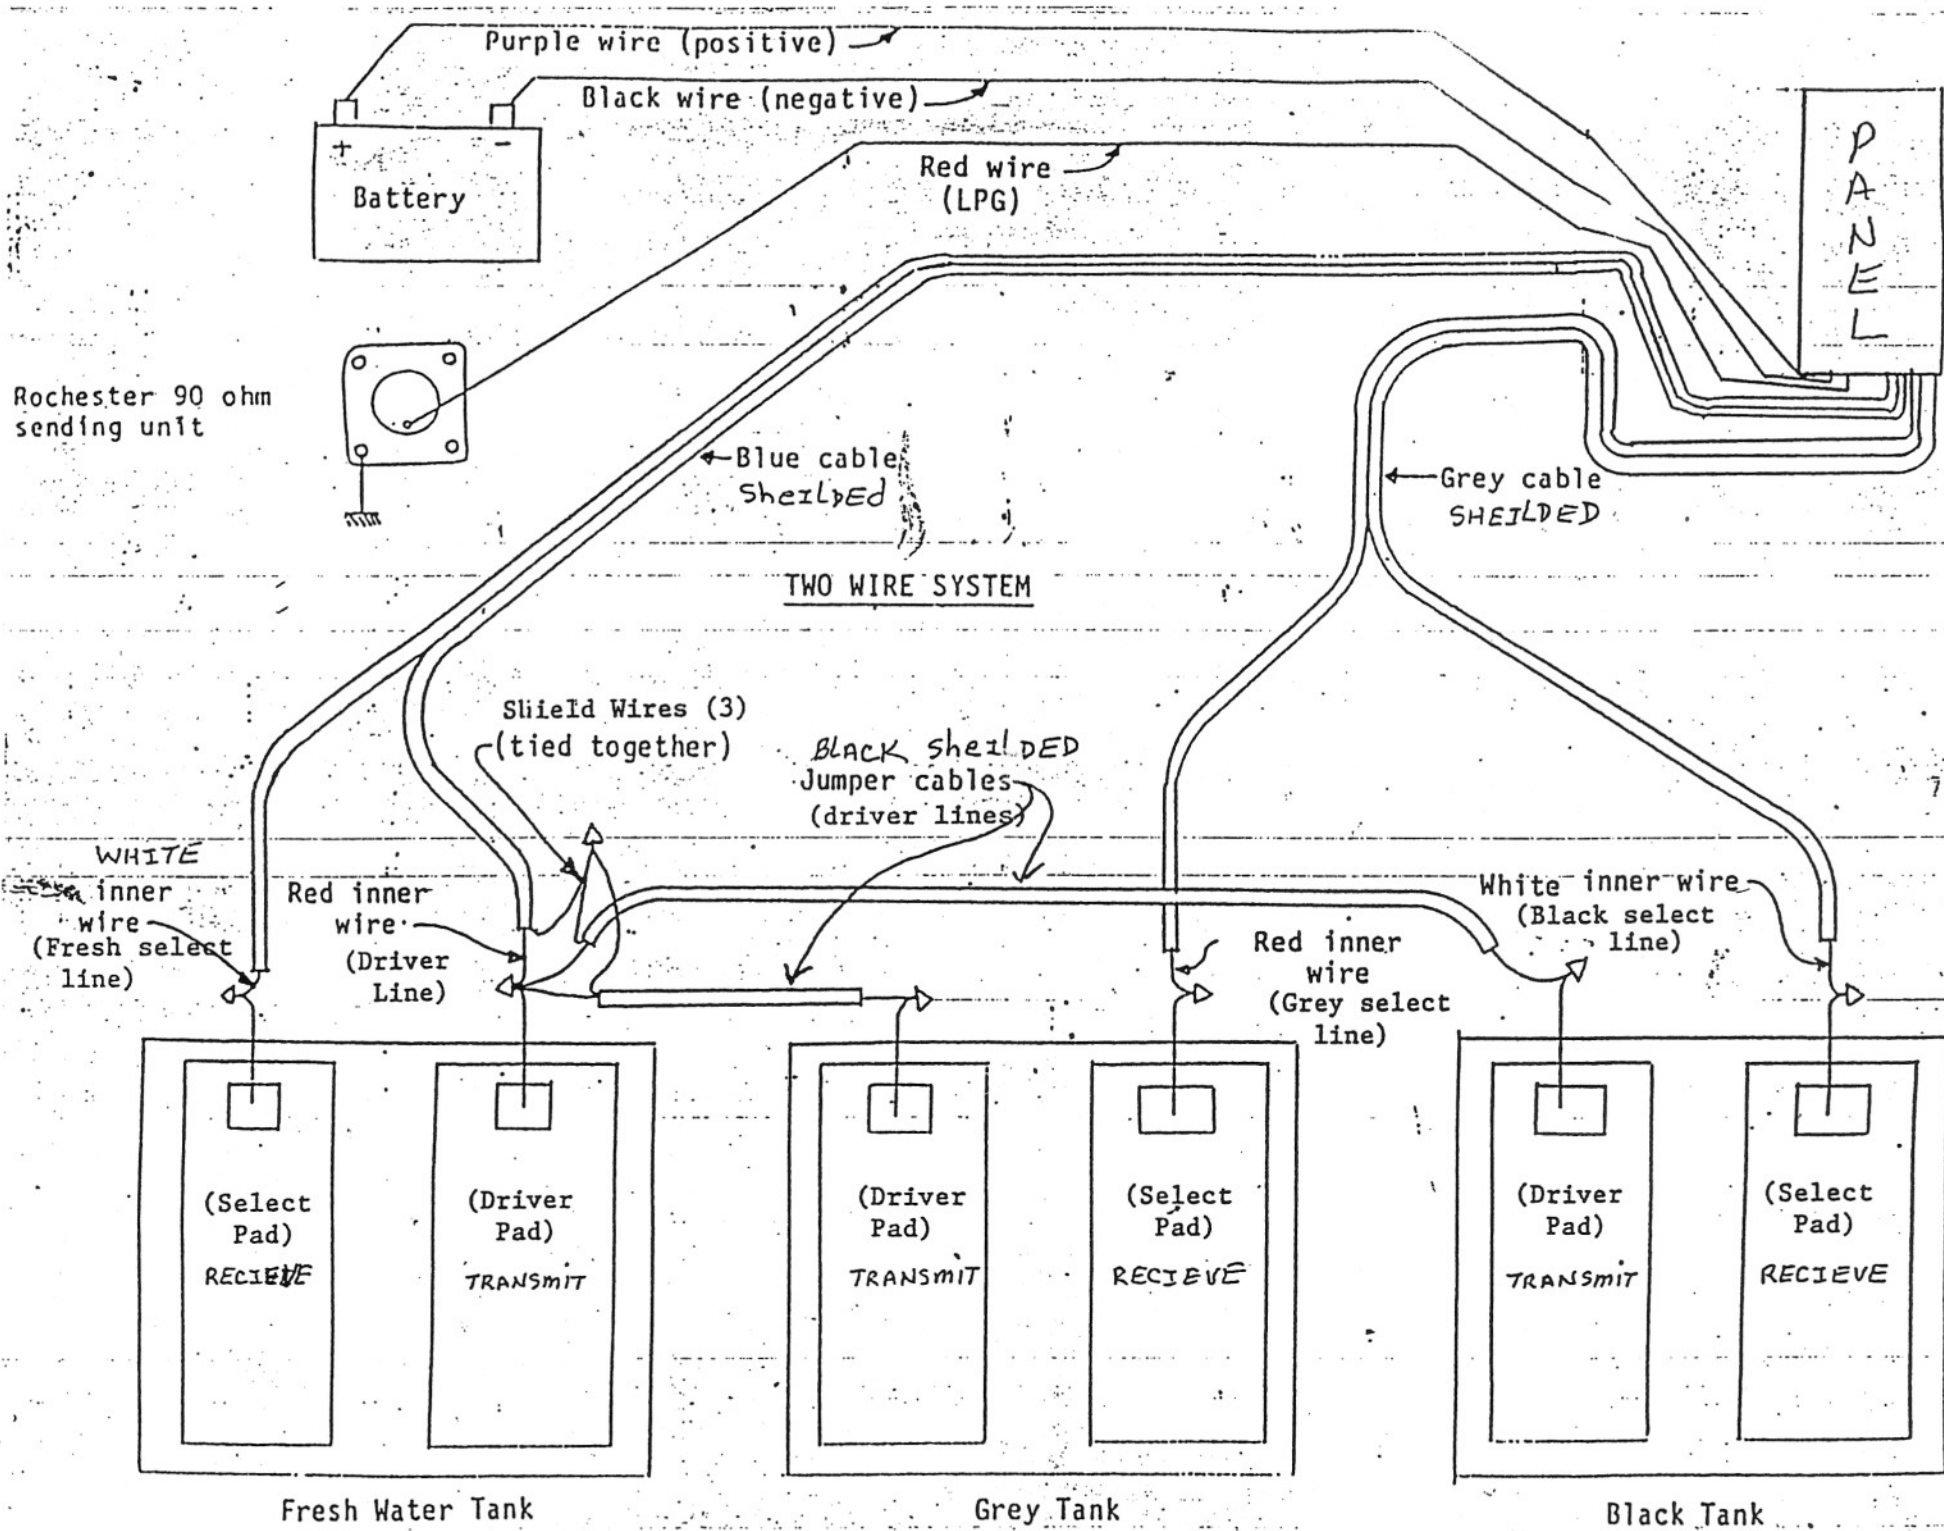 Purple wire (positive)
Black wire (negative)
Red wire
(LPG)
+ -
Battery
PANEL
Rochester 90 ohm
sending unit
Blue cable
SheILDEd
Grey cable
SHEILDED
TWO WIRE SYSTEM
Shield Wires (3)
(tied together)
BLACK SheILDED
Jumper cables
(driver lines)
WHITE
inner
wire
(Fresh select
line)
Red inner
wire
(Driver
Line)
Red inner
wire
(Grey select
line)
White inner wire
(Black select
line)
(Select
Pad)
RECIEVE
(Driver
Pad)
TRANSMIT
(Driver
Pad)
TRANSMIT
(Select
Pad)
RECIEVE
(Driver
Pad)
TRANSMIT
(Select
Pad)
RECIEVE
Fresh Water Tank
Grey Tank
Black Tank